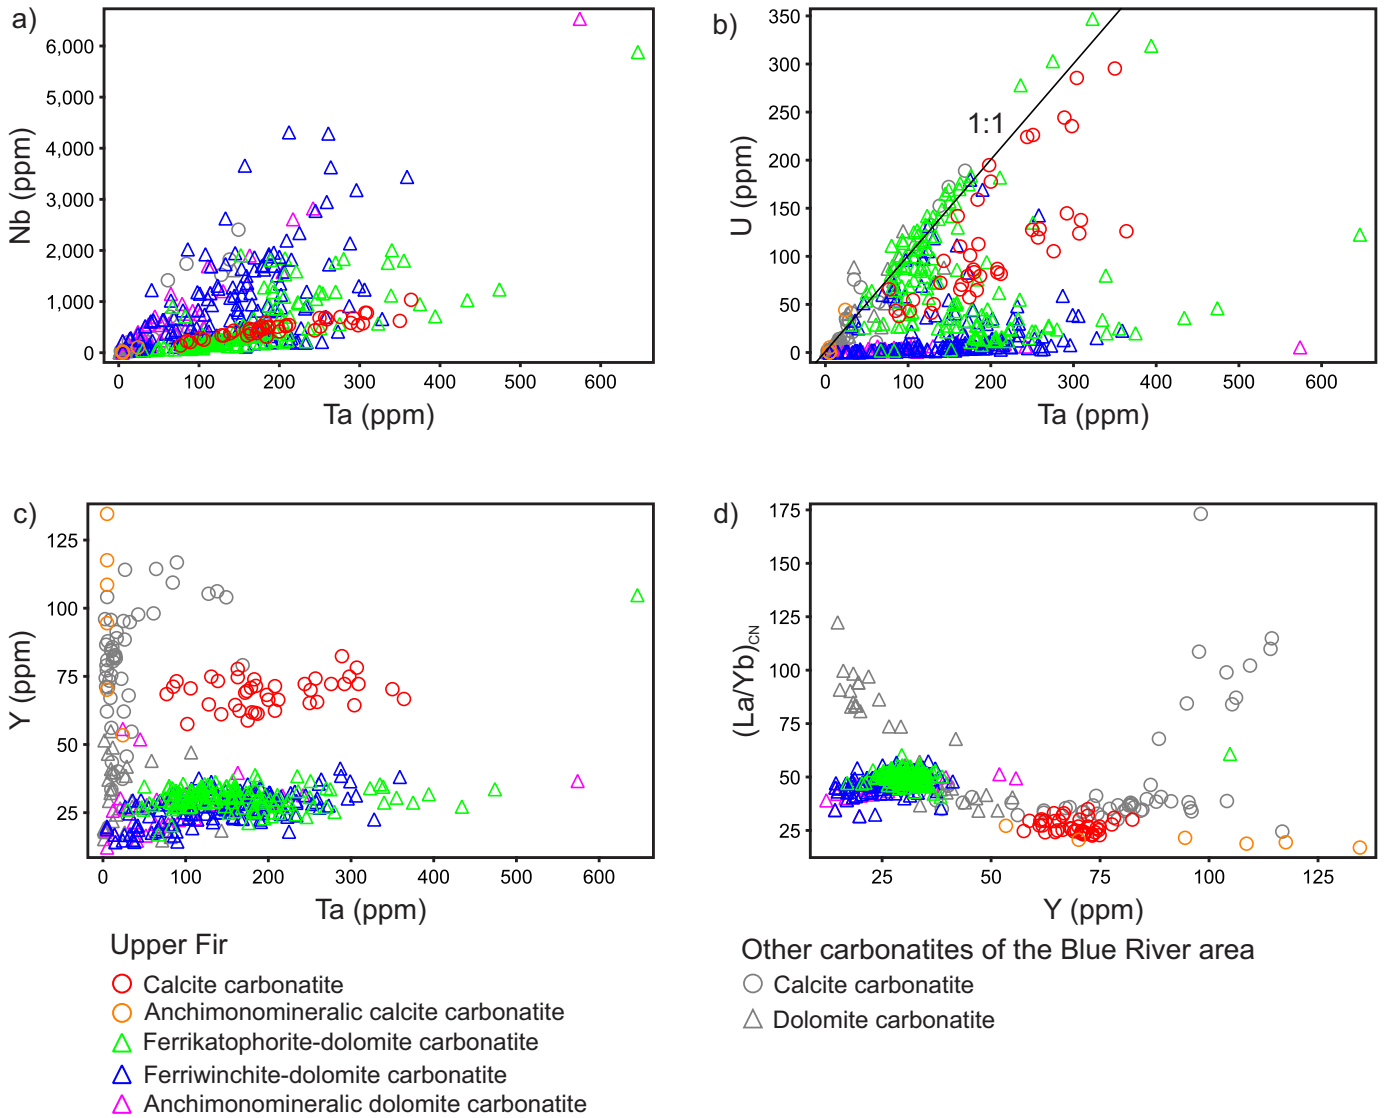 a)
6,000
5,000
4,000
3,000
2,000
1,000
0
Nb (ppm)
0 100 200 300 400 500 600
Ta (ppm)
b)
350
300
250
200
150
100
50
0
U (ppm)
1:1
0 100 200 300 400 500 600
Ta (ppm)
c)
125
100
75
50
25
Y (ppm)
0 100 200 300 400 500 600
Ta (ppm)
d)
175
150
125
100
75
50
25
(La/Yb)CN
25 50 75 100 125
Y (ppm)
Upper Fir
Calcite carbonatite
Anchimonomineralic calcite carbonatite
Ferrikatophorite-dolomite carbonatite
Ferriwinchite-dolomite carbonatite
Anchimonomineralic dolomite carbonatite
Other carbonatites of the Blue River area
Calcite carbonatite
Dolomite carbonatite